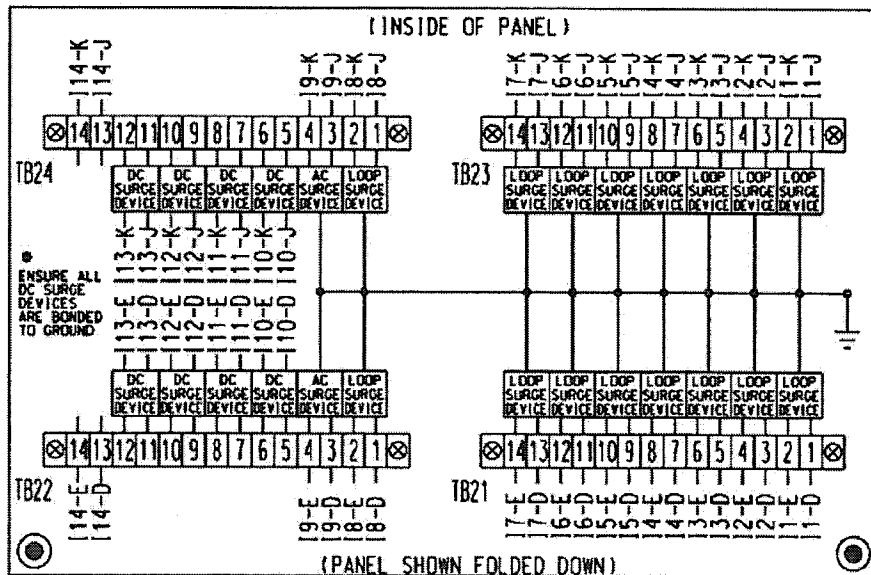 (INSIDE OF PANEL)
I14-K I14-J I9-K I9-J I8-K I8-J
I7-K I7-J I6-K I6-J I5-K I5-J I4-K I4-J I3-K I3-J I2-K I2-J I1-K I1-J
14 13 12 11 10 9 8 7 6 5 4 3 2 1
14 13 12 11 10 9 8 7 6 5 4 3 2 1
TB24
DC SURGE DEVICE DC SURGE DEVICE DC SURGE DEVICE DC SURGE DEVICE AC SURGE DEVICE LOOP SURGE DEVICE
TB23
LOOP SURGE DEVICE LOOP SURGE DEVICE LOOP SURGE DEVICE LOOP SURGE DEVICE LOOP SURGE DEVICE LOOP SURGE DEVICE LOOP SURGE DEVICE
I13-K I13-J I12-K I12-J I11-K I11-J I10-K I10-J
ENSURE ALL
DC SURGE
DEVICES
ARE BONDED
TO GROUND
I13-E I13-D I12-E I12-D I11-E I11-D I10-E I10-D
DC SURGE DEVICE DC SURGE DEVICE DC SURGE DEVICE DC SURGE DEVICE AC SURGE DEVICE LOOP SURGE DEVICE
LOOP SURGE DEVICE LOOP SURGE DEVICE LOOP SURGE DEVICE LOOP SURGE DEVICE LOOP SURGE DEVICE LOOP SURGE DEVICE LOOP SURGE DEVICE
14 13 12 11 10 9 8 7 6 5 4 3 2 1
14 13 12 11 10 9 8 7 6 5 4 3 2 1
TB22
I14-E I14-D I9-E I9-D I8-E I8-D
TB21
I7-E I7-D I6-E I6-D I5-E I5-D I4-E I4-D I3-E I3-D I2-E I2-D I1-E I1-D
(PANEL SHOWN FOLDED DOWN)